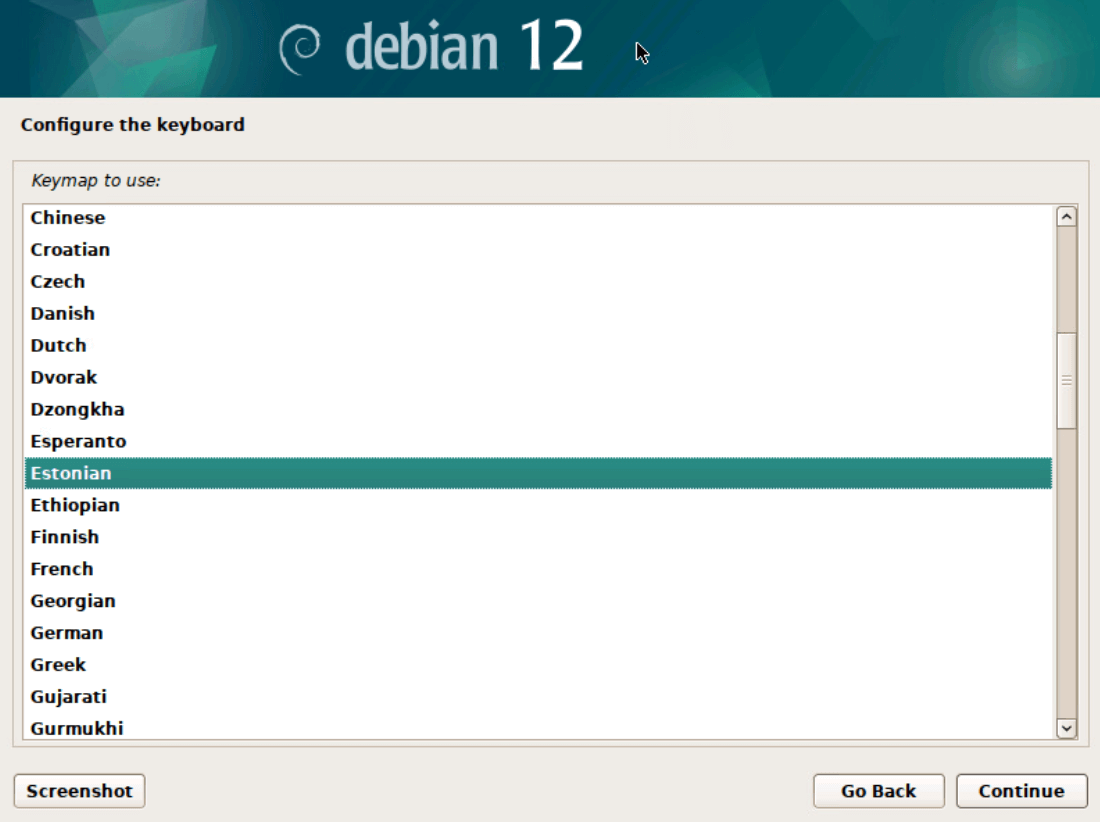 debian 12
Configure the keyboard
Keymap to use:
Chinese
Croatian
Czech
Danish
Dutch
Dvorak
Dzongkha
Esperanto
Estonian
Ethiopian
Finnish
French
Georgian
German
Greek
Gujarati
Gurmukhi
Screenshot
Go Back
Continue